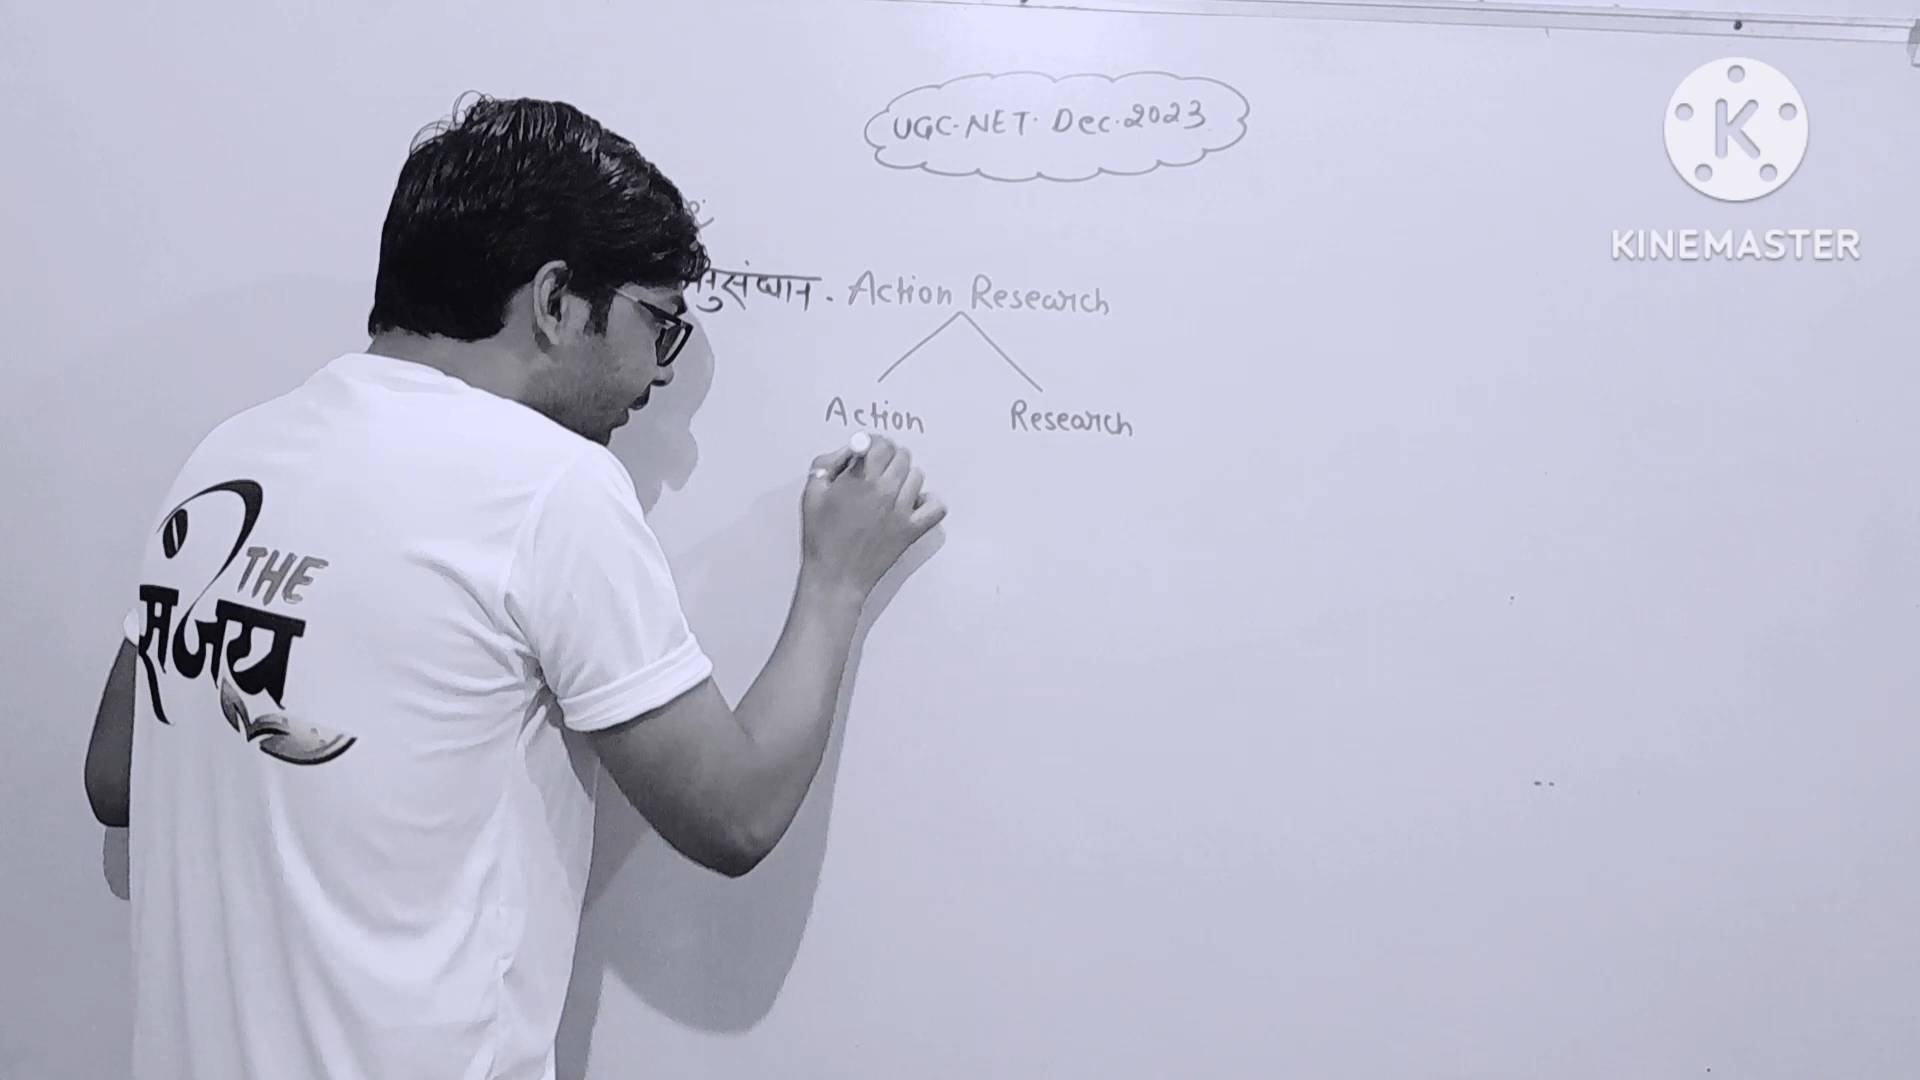 UGC-NET- Dec-2023
Action Research
Action Research
THE
संजय
KINEMASTER